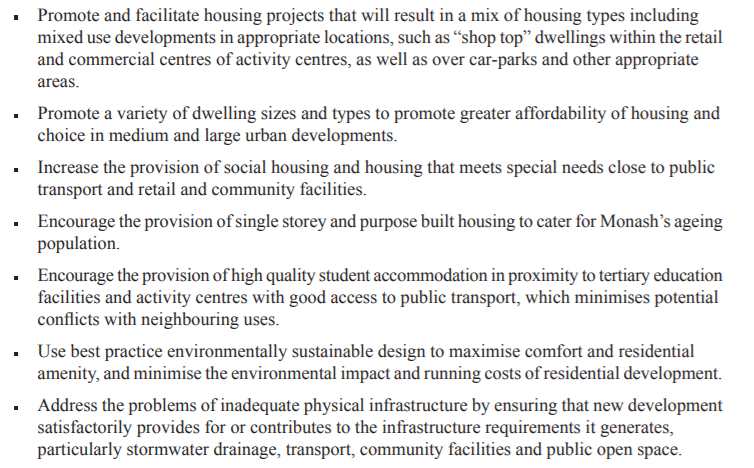 ▪ Promote and facilitate housing projects that will result in a mix of housing types including
mixed use developments in appropriate locations, such as “shop top” dwellings within the retail
and commercial centres of activity centres, as well as over car-parks and other appropriate
areas.
▪ Promote a variety of dwelling sizes and types to promote greater affordability of housing and
choice in medium and large urban developments.
▪ Increase the provision of social housing and housing that meets special needs close to public
transport and retail and community facilities.
▪ Encourage the provision of single storey and purpose built housing to cater for Monash’s ageing
population.
▪ Encourage the provision of high quality student accommodation in proximity to tertiary education
facilities and activity centres with good access to public transport, which minimises potential
conflicts with neighbouring uses.
▪ Use best practice environmentally sustainable design to maximise comfort and residential
amenity, and minimise the environmental impact and running costs of residential development.
▪ Address the problems of inadequate physical infrastructure by ensuring that new development
satisfactorily provides for or contributes to the infrastructure requirements it generates,
particularly stormwater drainage, transport, community facilities and public open space.